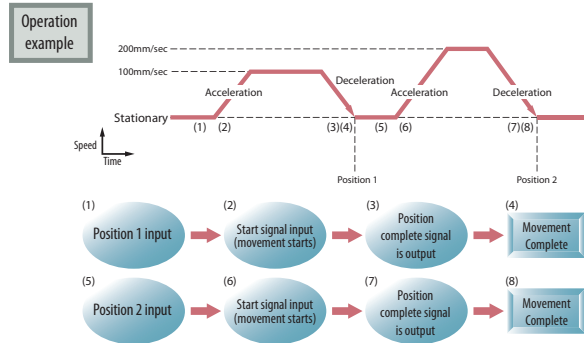 Operation
example
200mm/sec
100mm/sec
Acceleration
Deceleration
Acceleration
Deceleration
Stationary
(1) (2) (3)(4) (5) (6) (7)(8)
Speed
Time
Position 1
Position 2
(1) (2) (3) (4)
Position 1 input
Start signal input
(movement starts)
Position
complete signal
is output
Movement
Complete
(5) (6) (7) (8)
Position 2 input
Start signal input
(movement starts)
Position
complete signal
is output
Movement
Complete